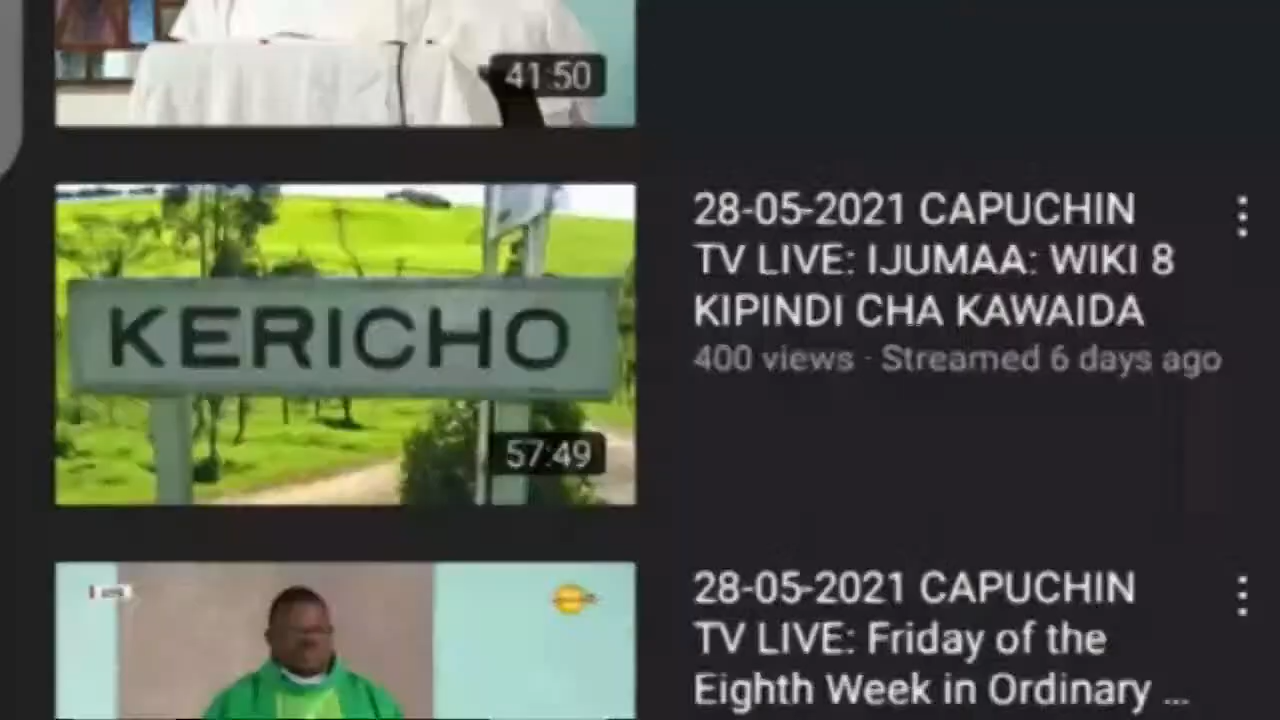 41:50
28-05-2021 CAPUCHIN
TV LIVE: IJUMAA: WIKI 8
KIPINDI CHA KAWAIDA
400 views · Streamed 6 days ago
KERICHO
57:49
28-05-2021 CAPUCHIN
TV LIVE: Friday of the
Eighth Week in Ordinary ...